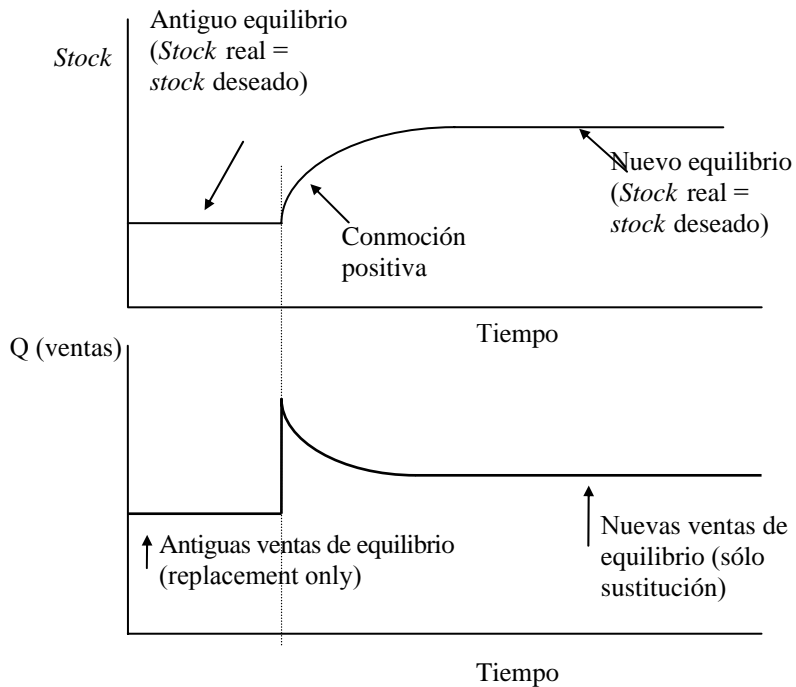 Antiguo equilibrio
(Stock real =
stock deseado)
Stock
Nuevo equilibrio
(Stock real =
stock deseado)
Conmoción
positiva
Tiempo
Q (ventas)
Antiguas ventas de equilibrio
(replacement only)
Nuevas ventas de
equilibrio (sólo
sustitución)
Tiempo